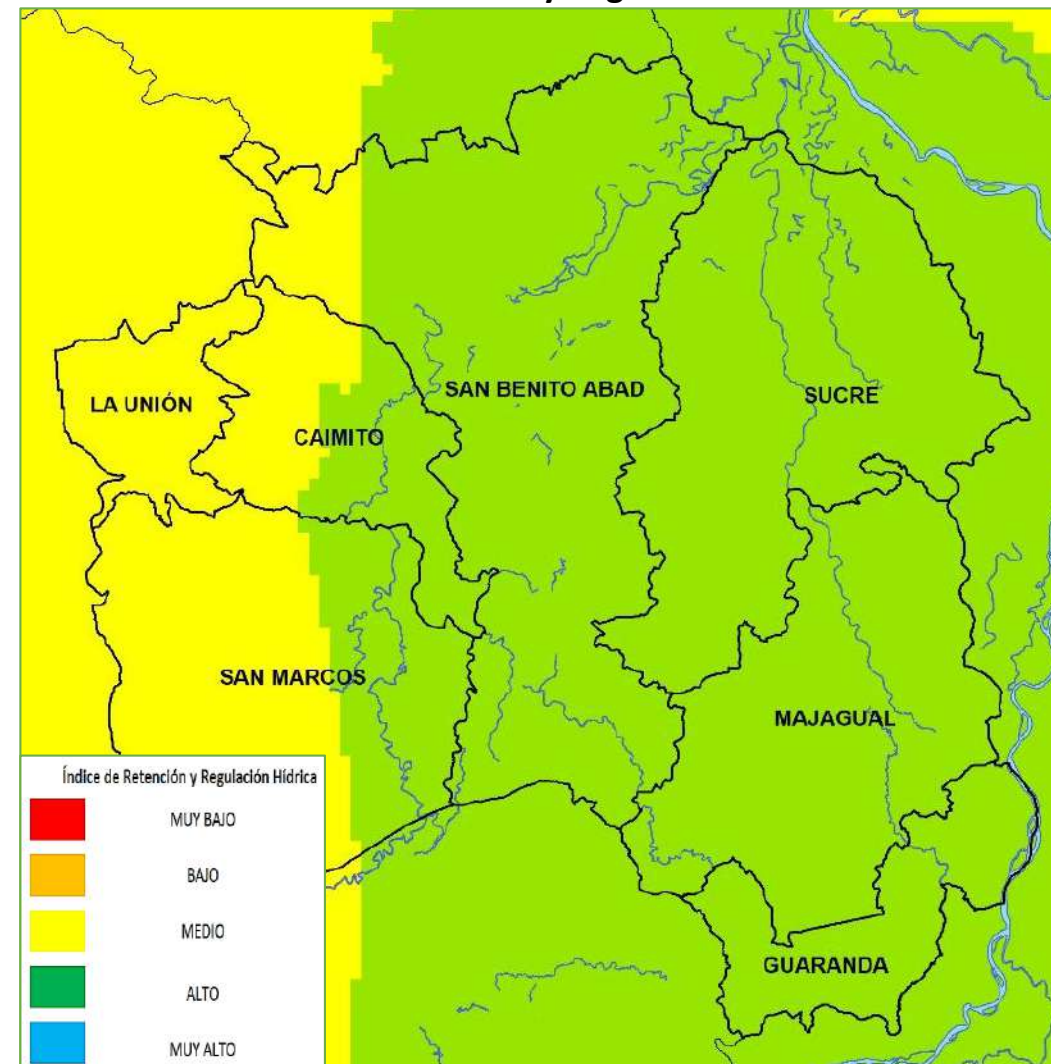 LA UNIÓN
SAN BENITO ABAD
SUCRE
CAIMITO
SAN MARCOS
MAJAGUAL
GUARANDA
Índice de Retención y Regulación Hídrica
MUY BAJO
BAJO
MEDIO
ALTO
MUY ALTO